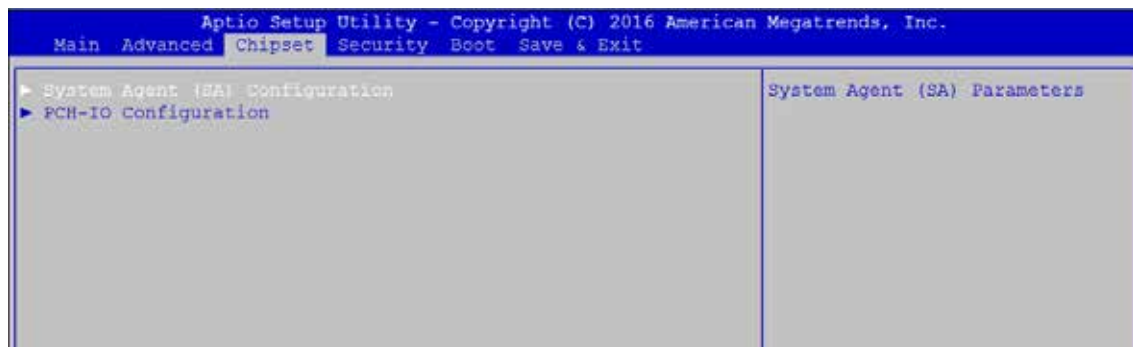 Aptio Setup Utility - Copyright (C) 2016 American Megatrends, Inc.
Main Advanced Chipset Security Boot Save & Exit
► System Agent (SA) Configuration
► PCH-IO Configuration
System Agent (SA) Parameters